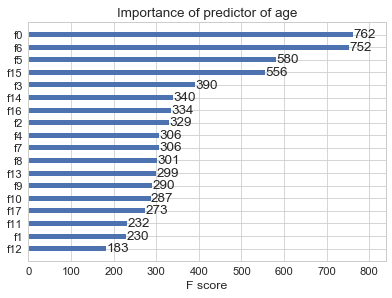 Importance of predictor of age
f0 762
f6 752
f5 580
f15 556
f3 390
f14 340
f16 334
f2 329
f4 306
f7 306
f8 301
f13 299
f9 290
f10 287
f17 273
f11 232
f1 230
f12 183
0 100 200 300 400 500 600 700 800
F score